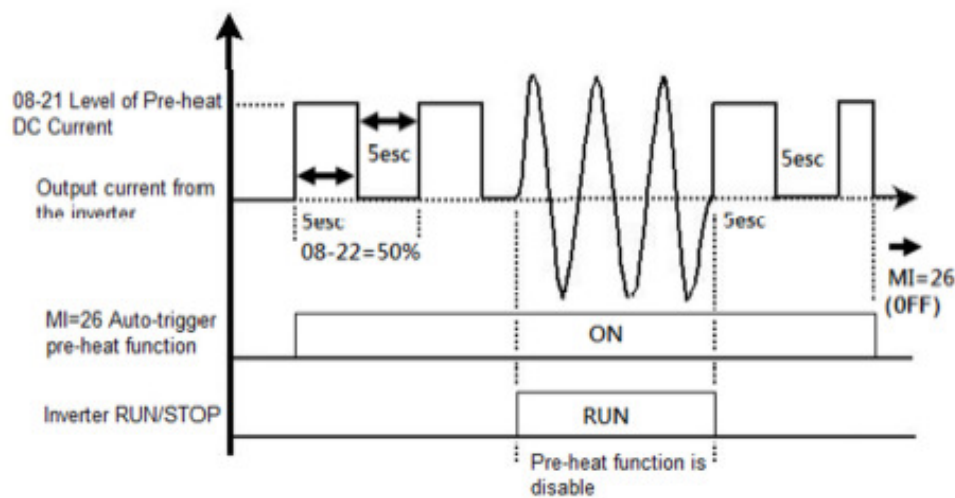 08-21 Level of Pre-heat
DC Current
5esc
5esc
Output current from
the inverter
5esc
5esc
08-22=50%
MI=26
(0FF)
MI=26 Auto-trigger
pre-heat function
ON
Inverter RUN/STOP
RUN
Pre-heat function is
disable